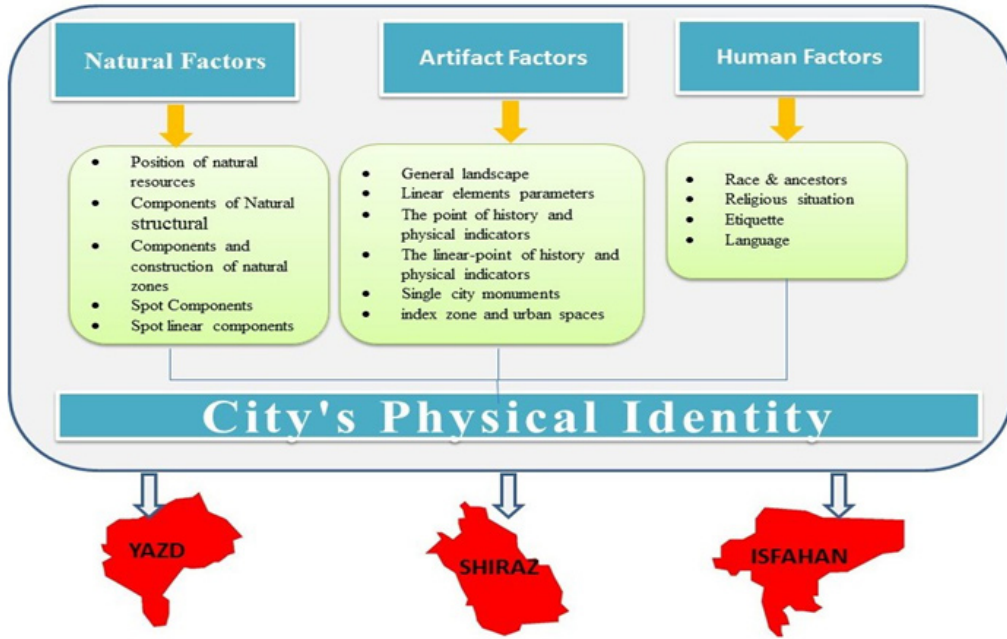 Natural Factors
Artifact Factors
Human Factors
• Position of natural
resources
• Components of Natural
structural
• Components and
construction of natural
zones
• Spot Components
• Spot linear components
• General landscape
• Linear elements parameters
• The point of history and
physical indicators
• The linear-point of history and
physical indicators
• Single city monuments
• index zone and urban spaces
• Race & ancestors
• Religious situation
• Etiquette
• Language
City's Physical Identity
YAZD
SHIRAZ
ISFAHAN